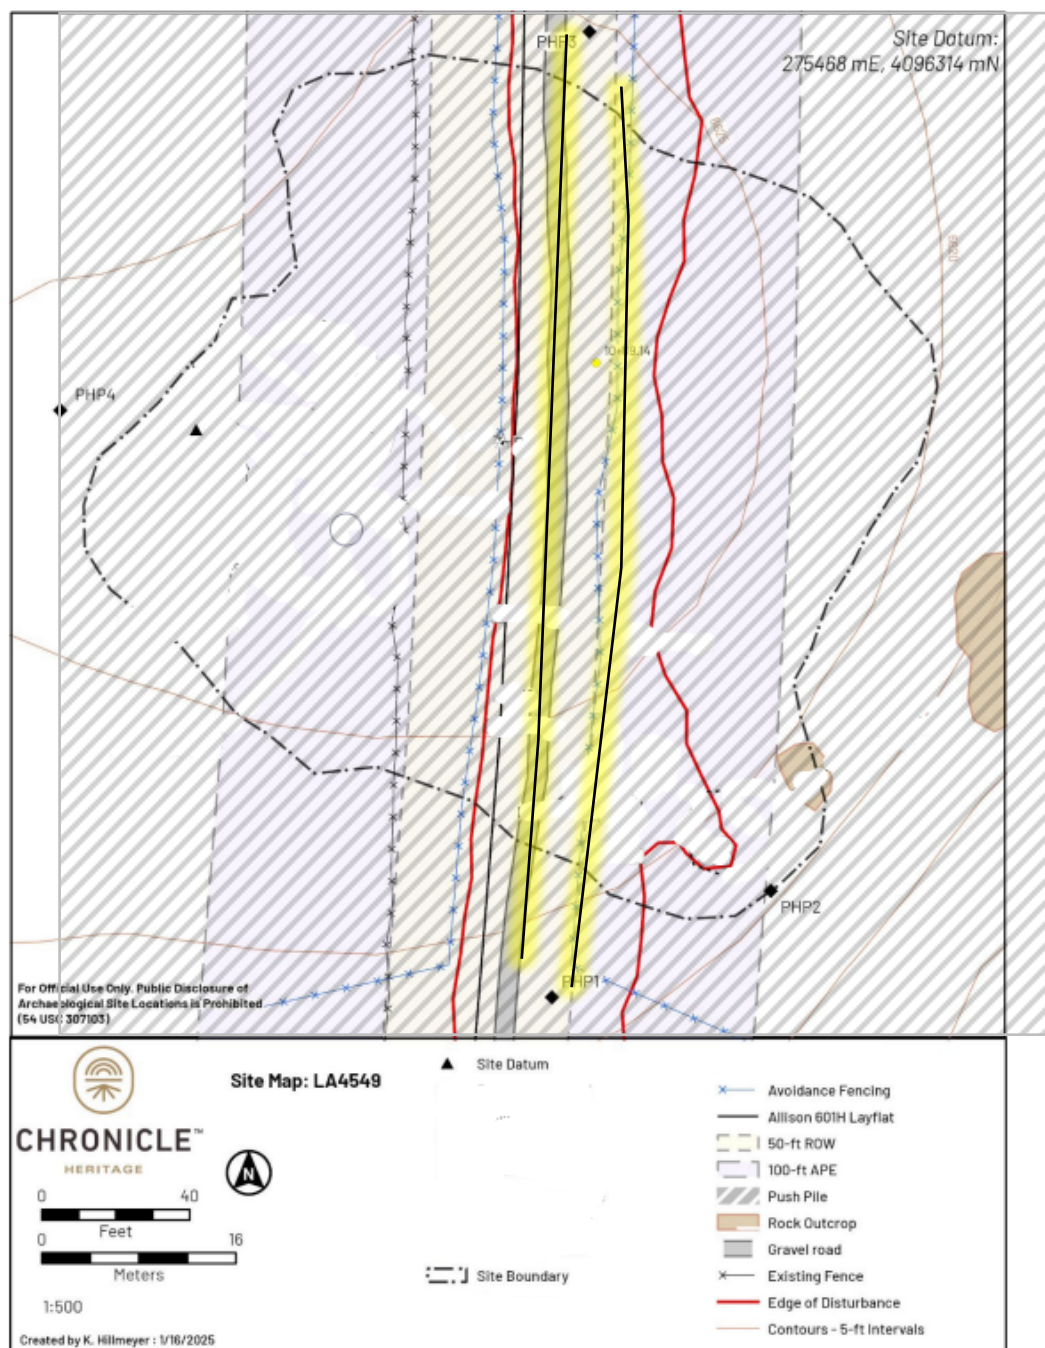 PHP3
Site Datum:
275468 mE, 4096314 mN
6625
6620
PHP4
PHP2
PHP1
For Official Use Only. Public Disclosure of
Archaeological Site Locations is Prohibited
(54 USC 307103)
CHRONICLE™
HERITAGE
Site Map: LA4549
N
0 40
Feet
0 16
Meters
1:500
Created by K. Hillmeyer : 1/16/2025
Site Datum
Site Boundary
Avoidance Fencing
Allison 601H Layflat
50-ft ROW
100-ft APE
Push Pile
Rock Outcrop
Gravel road
Existing Fence
Edge of Disturbance
Contours - 5-ft Intervals